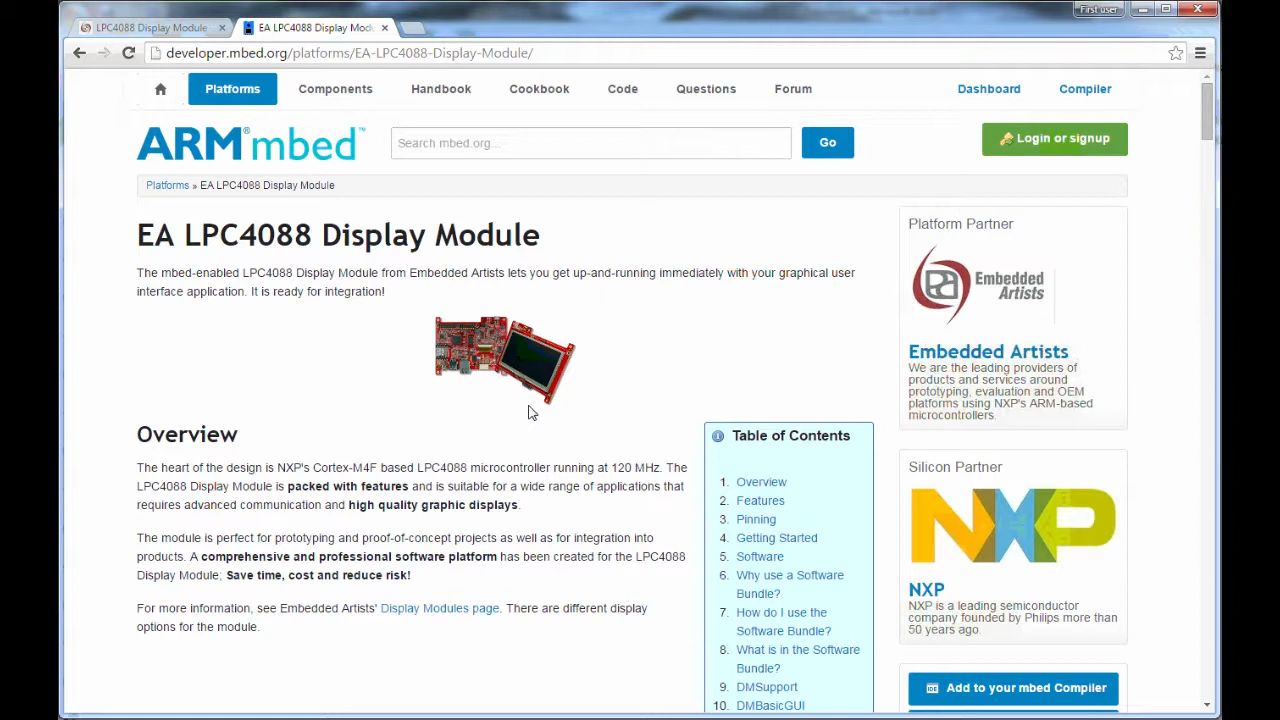 First user
LPC4088 Display Module
EA LPC4088 Display Modu
developer.mbed.org/platforms/EA-LPC4088-Display-Module/
Platforms Components Handbook Cookbook Code Questions Forum Dashboard Compiler
ARM® mbed™
Search mbed.org...
Go
Login or signup
Platforms » EA LPC4088 Display Module
EA LPC4088 Display Module
The mbed-enabled LPC4088 Display Module from Embedded Artists lets you get up-and-running immediately with your graphical user
interface application. It is ready for integration!
Overview
The heart of the design is NXP's Cortex-M4F based LPC4088 microcontroller running at 120 MHz. The
LPC4088 Display Module is packed with features and is suitable for a wide range of applications that
requires advanced communication and high quality graphic displays.
The module is perfect for prototyping and proof-of-concept projects as well as for integration into
products. A comprehensive and professional software platform has been created for the LPC4088
Display Module; Save time, cost and reduce risk!
For more information, see Embedded Artists' Display Modules page. There are different display
options for the module.
Table of Contents
1. Overview
2. Features
3. Pinning
4. Getting Started
5. Software
6. Why use a Software
Bundle?
7. How do I use the
Software Bundle?
8. What is in the Software
Bundle?
9. DMSupport
10. DMBasicGUI
Platform Partner
Embedded
Artists
Embedded Artists
We are the leading providers of
products and services around
prototyping, evaluation and OEM
platforms using NXP's ARM-based
microcontrollers.
Silicon Partner
NXP
NXP
NXP is a leading semiconductor
company founded by Philips more than
50 years ago.
Add to your mbed Compiler